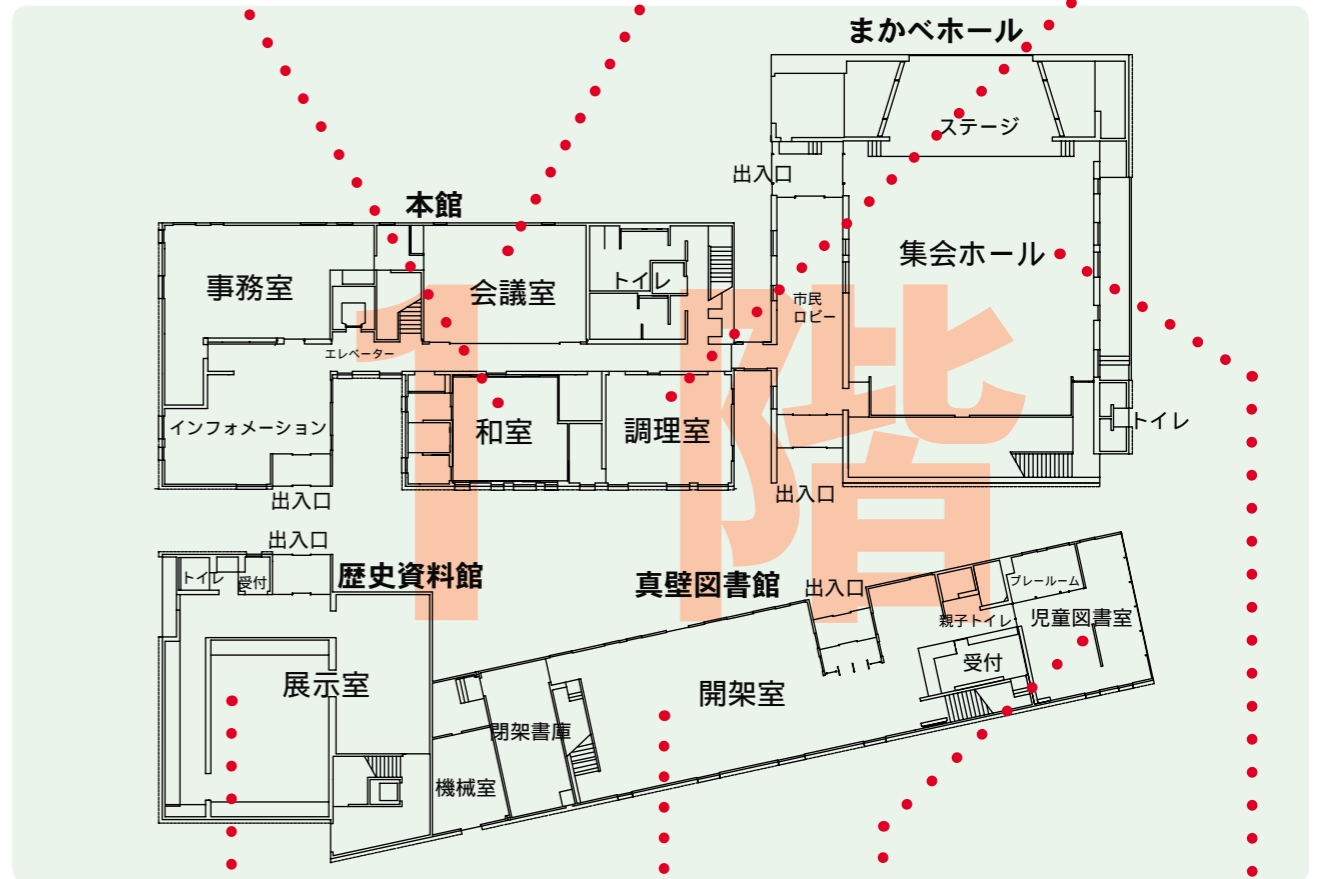 まかべホール
ステージ
出入口
本館
集会ホール
事務室
会議室
トイレ
市民
ロビー
エレベーター
インフォメーション
和室
調理室
トイレ
出入口
出入口
1階
出入口
トイレ
受付
歴史資料館
真壁図書館
出入口
プレールーム
親子トイレ
児童図書室
受付
展示室
開架室
閉架書庫
機械室